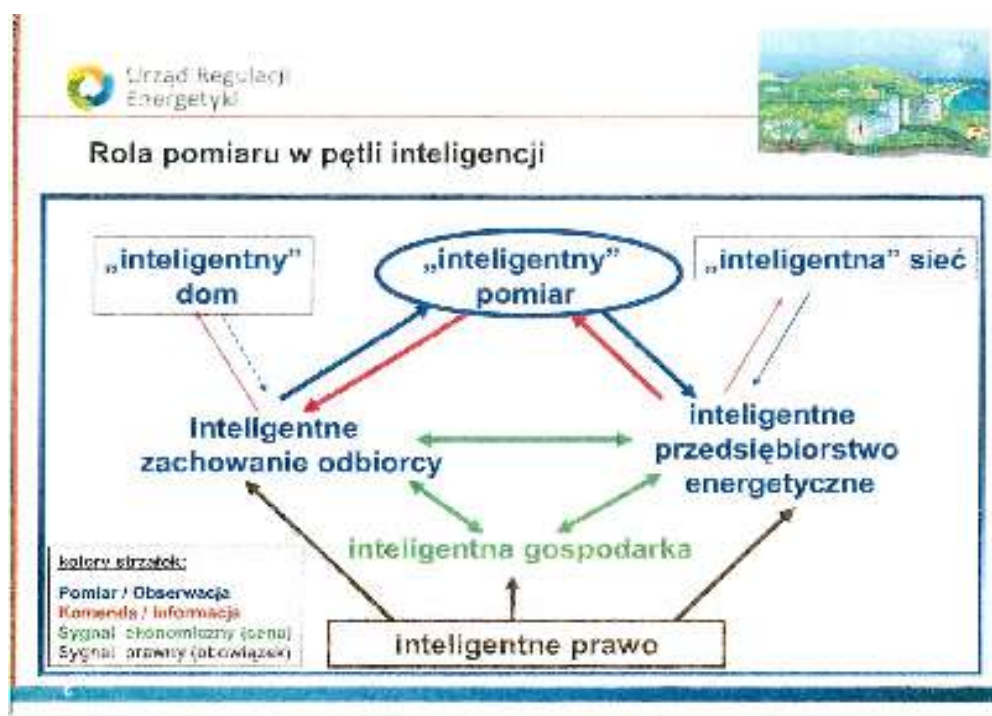 Urząd Regulacji
Energetyki
Rola pomiaru w pętli inteligencji
„inteligentny”
dom
„inteligentny”
pomiar
„inteligentna” sieć
inteligentne
zachowanie odbiorcy
inteligentne
przedsiębiorstwo
energetyczne
inteligentna gospodarka
kolory strzałek:
Pomiar / Obserwacja
Komenda / Informacja
Sygnał ekonomiczny (cena)
Sygnał prawny (obowiązek)
inteligentne prawo